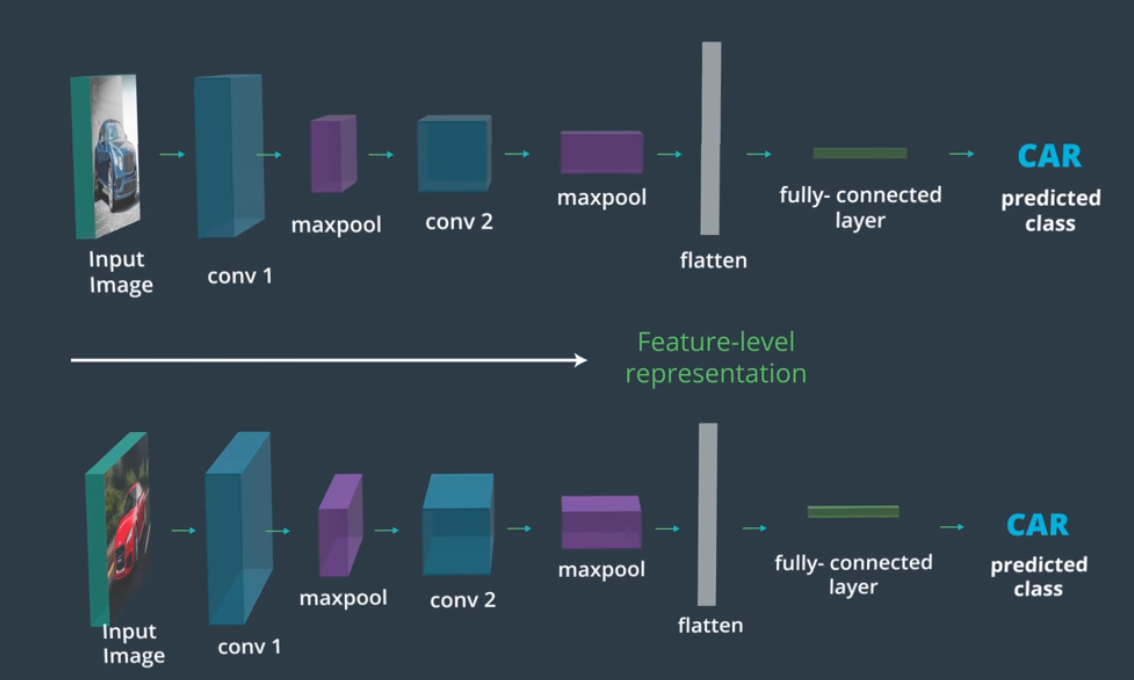 CAR
predicted
class
fully- connected
layer
maxpool
conv 2
maxpool
flatten
Input
Image
conv 1
Feature-level
representation
CAR
predicted
class
fully- connected
layer
maxpool
conv 2
maxpool
flatten
Input
Image
conv 1